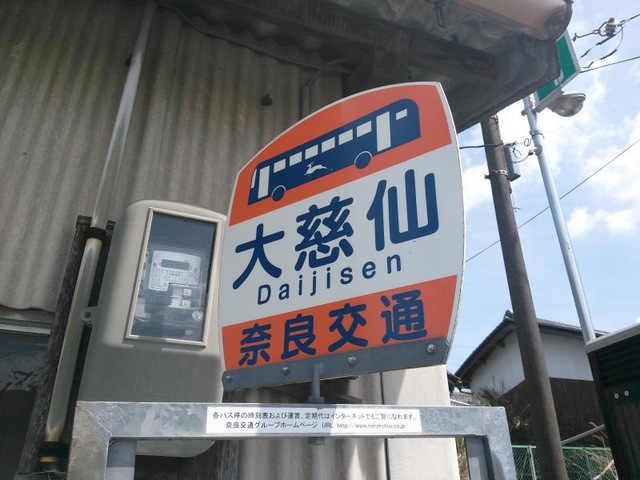 大慈仙
Daijisen
奈良交通
各バス停の時刻表および運賃、定期代はインターネットでもご覧になれます。
奈良交通グループホームページ URL http://www.narakotsu.co.jp/